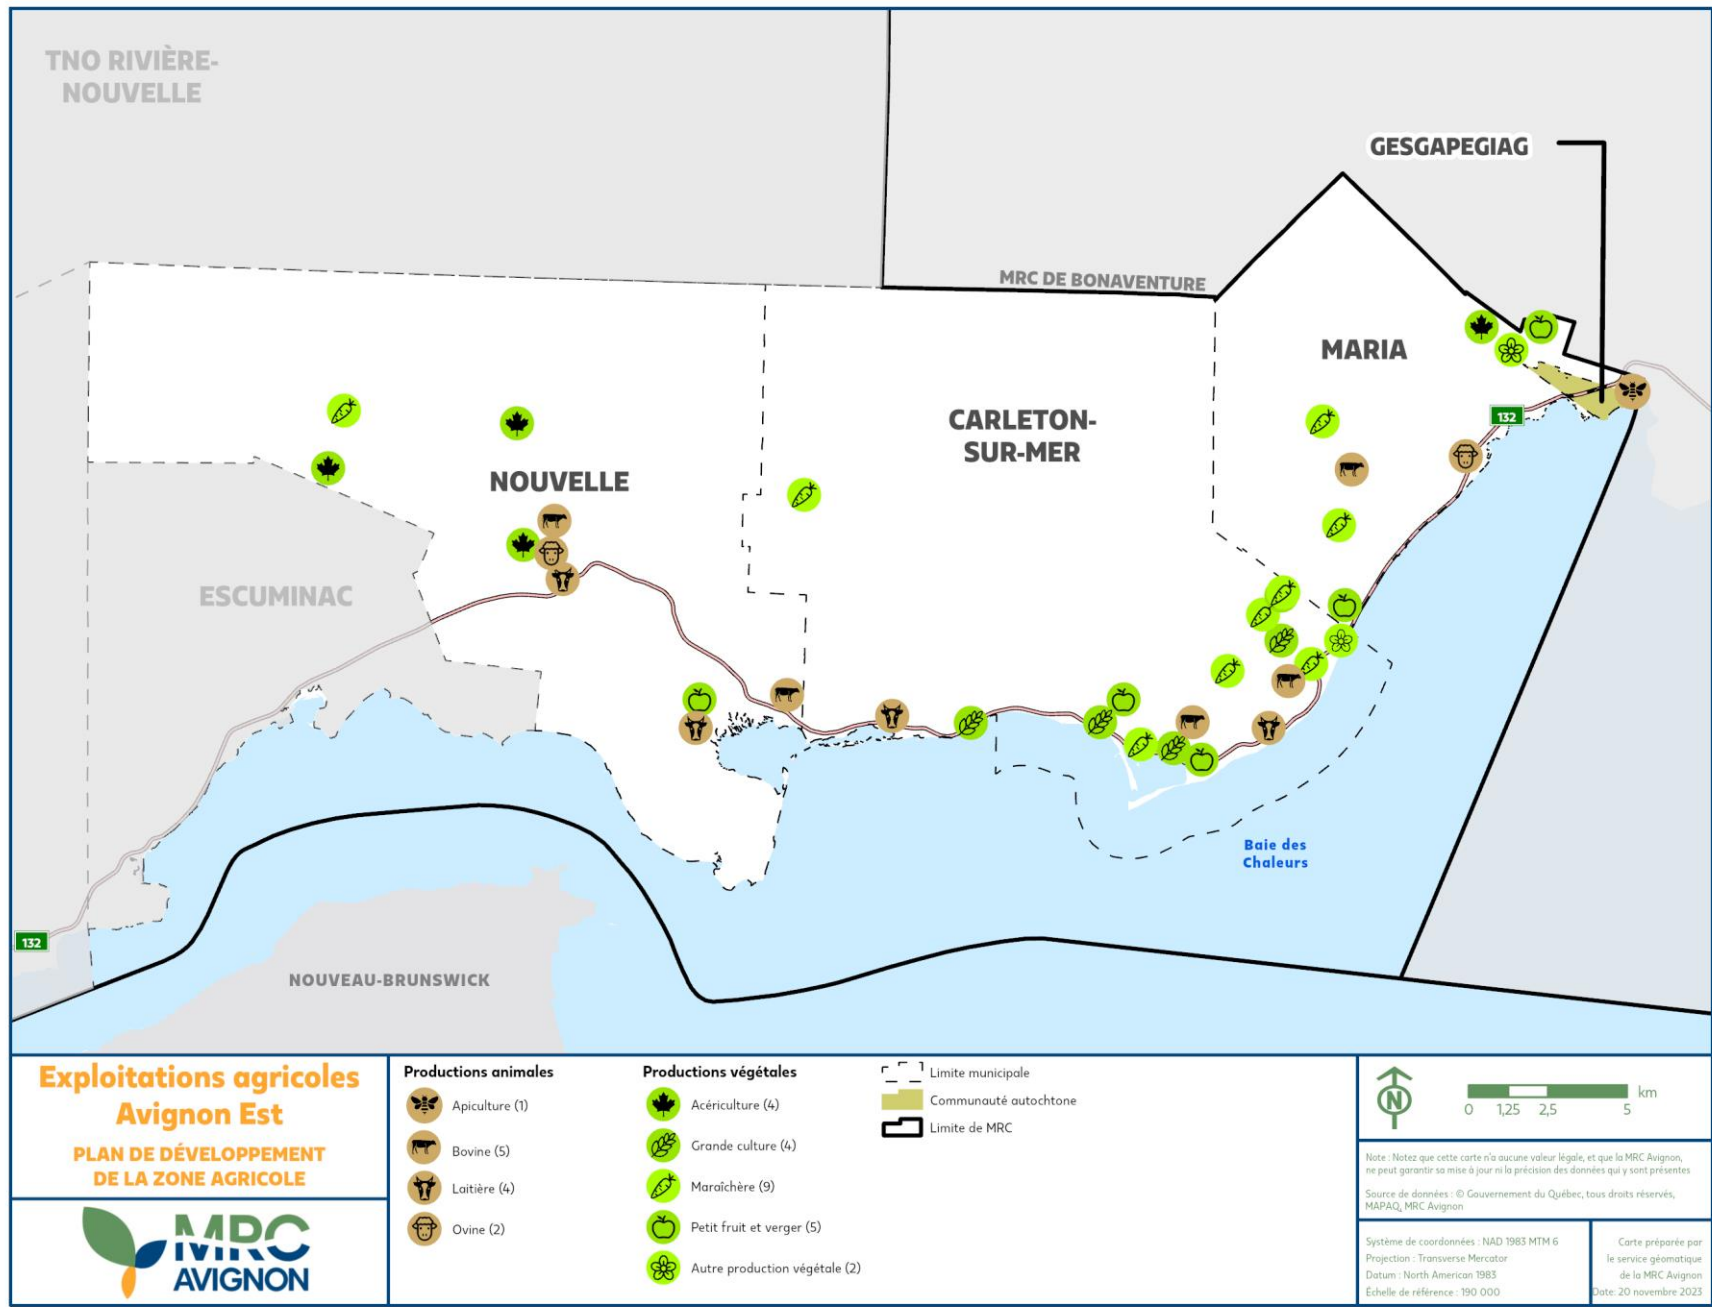 TNO RIVIÈRE-
NOUVELLE
GESGAPEGIAG
MRC DE BONAVENTURE
MARIA
CARLETON-
SUR-MER
132
NOUVELLE
ESCUMINAC
Baie des
Chaleurs
132
NOUVEAU-BRUNSWICK
Exploitations agricoles
Avignon Est
PLAN DE DÉVELOPPEMENT
DE LA ZONE AGRICOLE
MRC
AVIGNON
Productions animales
Apiculture (1)
Bovine (5)
Laitière (4)
Ovine (2)
Productions végétales
Acériculture (4)
Grande culture (4)
Maraîchère (9)
Petit fruit et verger (5)
Autre production végétale (2)
Limite municipale
Communauté autochtone
Limite de MRC
N
km
0 1,25 2,5 5
Note : Notez que cette carte n'a aucune valeur légale, et que la MRC Avignon,
ne peut garantir sa mise à jour ni la précision des données qui y sont présentes
Source de données : © Gouvernement du Québec, tous droits réservés,
MAPAQ, MRC Avignon
Système de coordonnées : NAD 1983 MTM 6
Projection : Transverse Mercator
Datum : North American 1983
Échelle de référence : 190 000
Carte préparée par
le service géomatique
de la MRC Avignon
Date: 20 novembre 2023